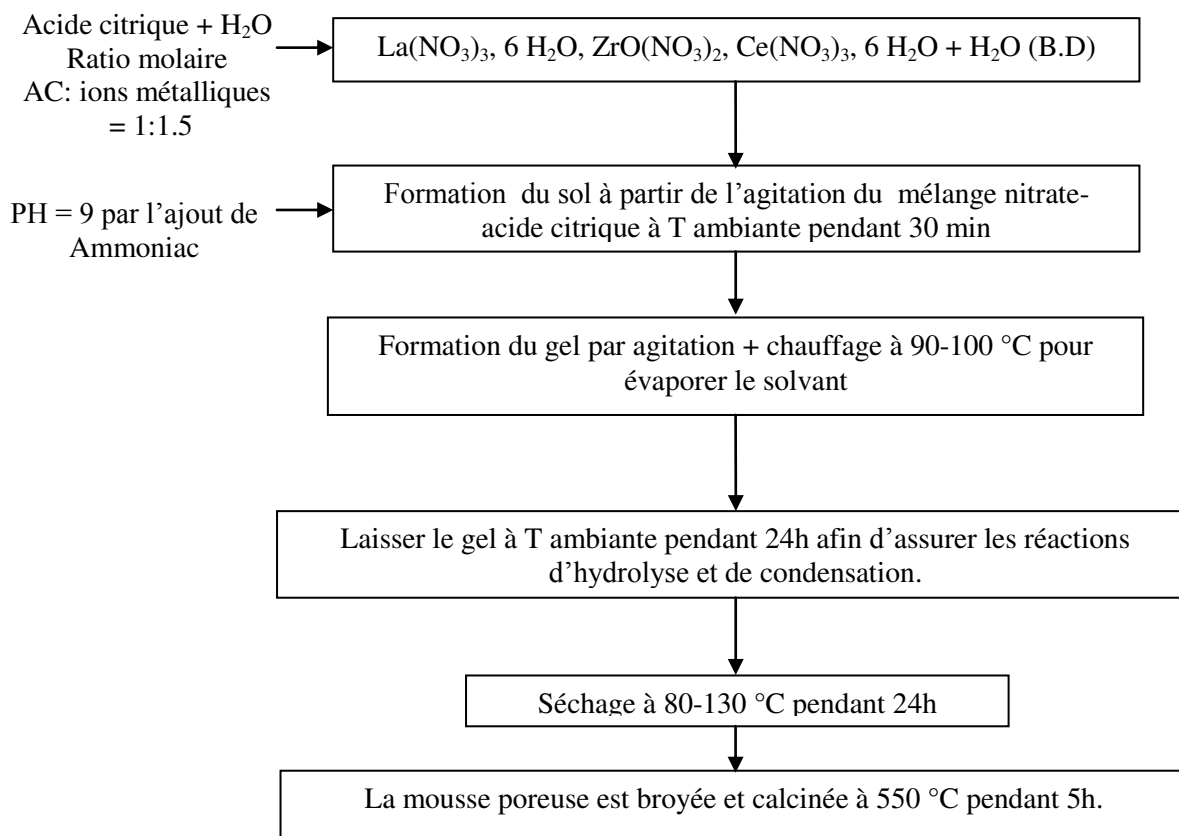 Acide citrique + H₂O
Ratio molaire
AC: ions métalliques
= 1:1.5
La(NO₃)₃, 6 H₂O, ZrO(NO₃)₂, Ce(NO₃)₃, 6 H₂O + H₂O (B.D)
PH = 9 par l’ajout de
Ammoniac
Formation du sol à partir de l’agitation du mélange nitrate-
acide citrique à T ambiante pendant 30 min
Formation du gel par agitation + chauffage à 90-100 °C pour
évaporer le solvant
Laisser le gel à T ambiante pendant 24h afin d’assurer les réactions
d’hydrolyse et de condensation.
Séchage à 80-130 °C pendant 24h
La mousse poreuse est broyée et calcinée à 550 °C pendant 5h.